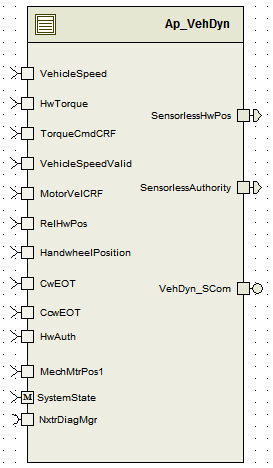 Ap_VehDyn
VehicleSpeed
HwTorque
SensorlessHwPos
TorqueCmdCRF
VehicleSpeedValid
SensorlessAuthority
MotorVelCRF
RelHwPos
HandwheelPosition
CwEOT
VehDyn_SCom
CcwEOT
HwAuth
MechMtrPos1
M SystemState
NxtrDiagMgr